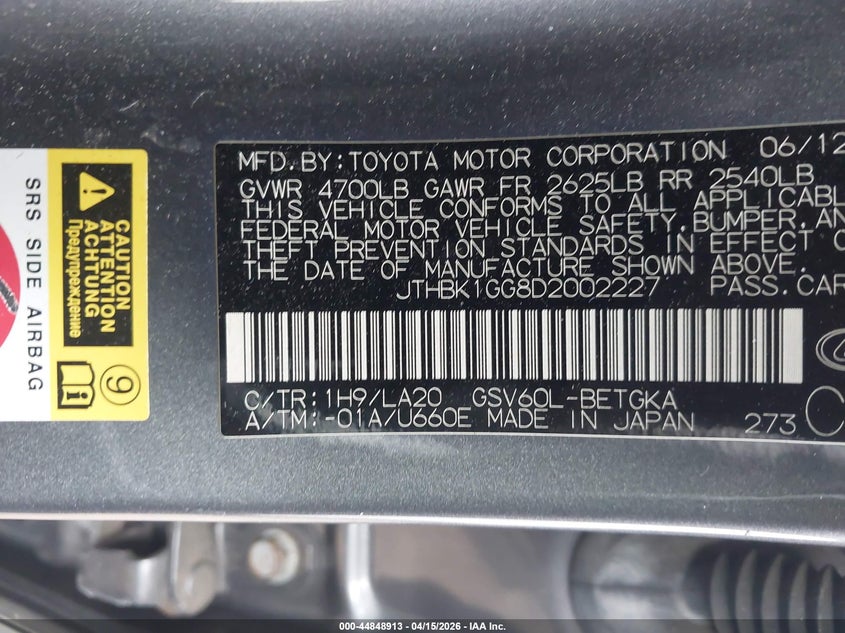 MFD.BY:TOYOTA MOTOR CORPORATION 06/12
GVWR 4700LB GAWR FR 2625LB RR 2540LB
THIS VEHICLE CONFORMS TO ALL APPLICABL
FEDERAL MOTOR VEHICLE SAFETY,BUMPER,AN
THEFT PREVENTION STANDARDS IN EFFECT O
THE DATE OF MANUFACTURE SHOWN ABOVE.
JTHBK1GG8D2002227 PASS.CAR
C/TR:1H9/LA20 GSV60L-BETGKA
A/TM:-01A/U660E MADE IN JAPAN 273 C
SRS SIDE AIRBAG
CAUTION
ATTENTION
ACHTUNG
Предупреждение
9
000-44848913 - 04/15/2026 - IAA Inc.